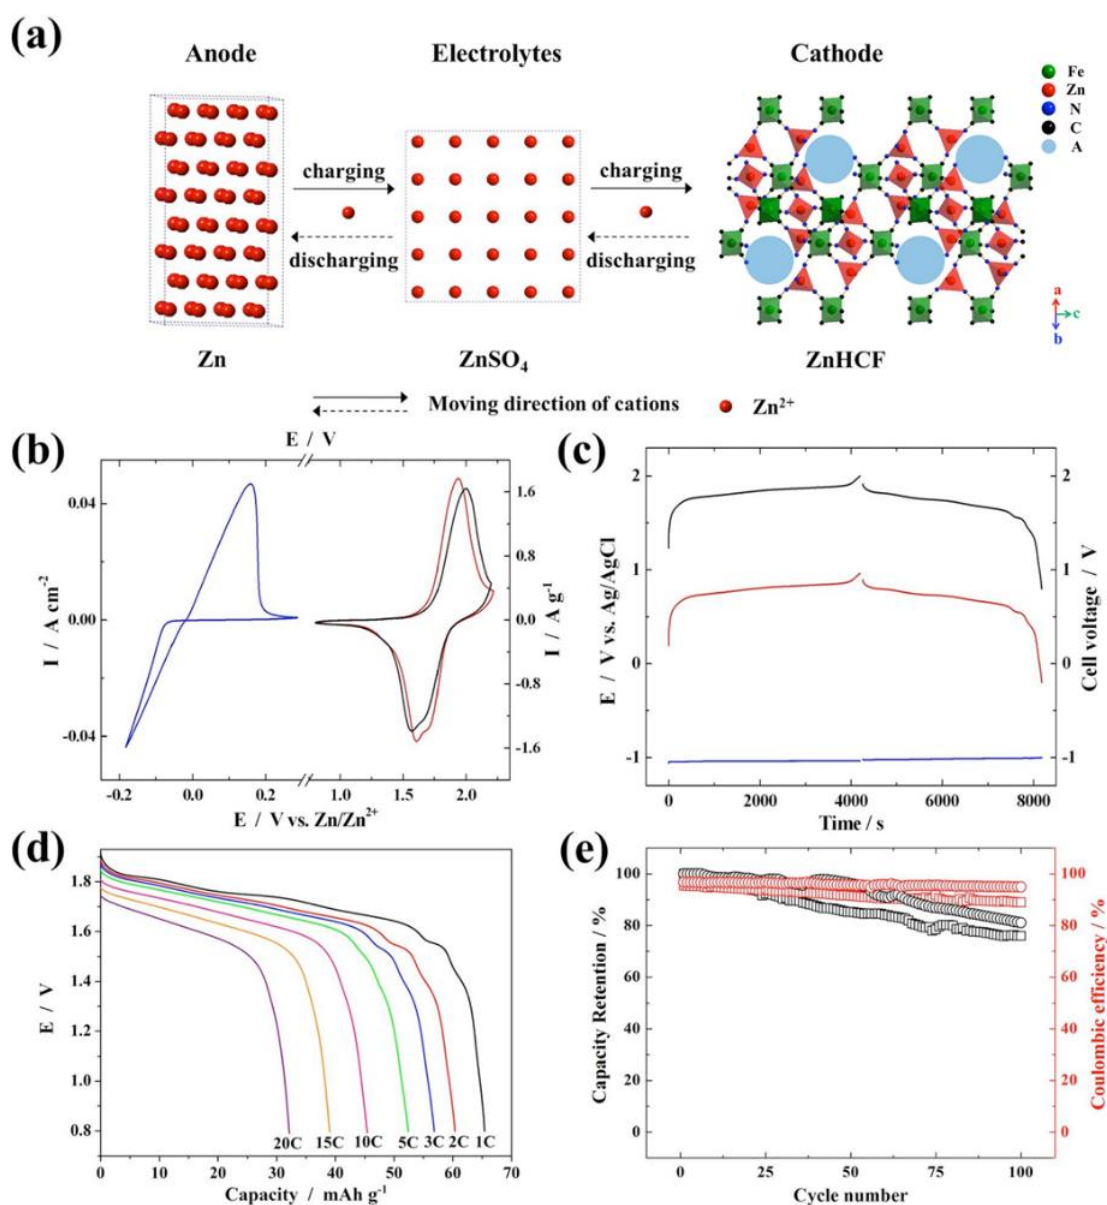 (a)
Anode Electrolytes Cathode
Fe
Zn
N
C
A
charging charging
discharging discharging
a
c
b
Zn ZnSO4 ZnHCF
Moving direction of cations Zn2+
(b)
E / V
0.04
0.00
-0.04
I / A cm-2
1.6
0.8
0.0
-0.8
-1.6
I / A g-1
-0.2 0.0 0.2 1.0 1.5 2.0
E / V vs. Zn/Zn2+
(c)
2
1
0
-1
E / V vs. Ag/AgCl
2
1
0
-1
Cell voltage / V
0 2000 4000 6000 8000
Time / s
(d)
1.8
1.6
1.4
1.2
1.0
0.8
E / V
20C 15C 10C 5C 3C 2C 1C
0 10 20 30 40 50 60 70
Capacity / mAh g-1
(e)
100
80
60
40
20
0
Capacity Retention / %
100
80
60
40
20
0
Coulombic efficiency / %
0 25 50 75 100
Cycle number